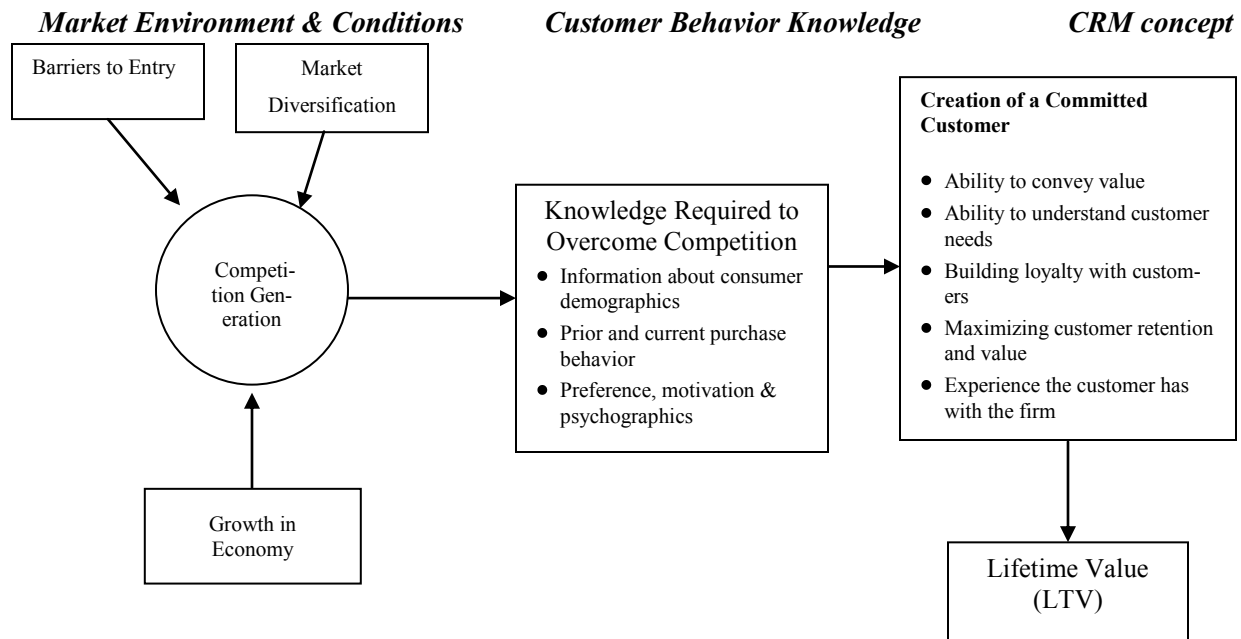 Market Environment & Conditions
Customer Behavior Knowledge
CRM concept
Barriers to Entry
Market
Diversification
Competi-
tion Gen-
eration
Growth in
Economy
Knowledge Required to
Overcome Competition
● Information about consumer
demographics
● Prior and current purchase
behavior
● Preference, motivation &
psychographics
Creation of a Committed
Customer
● Ability to convey value
● Ability to understand customer
needs
● Building loyalty with custom-
ers
● Maximizing customer retention
and value
● Experience the customer has
with the firm
Lifetime Value
(LTV)